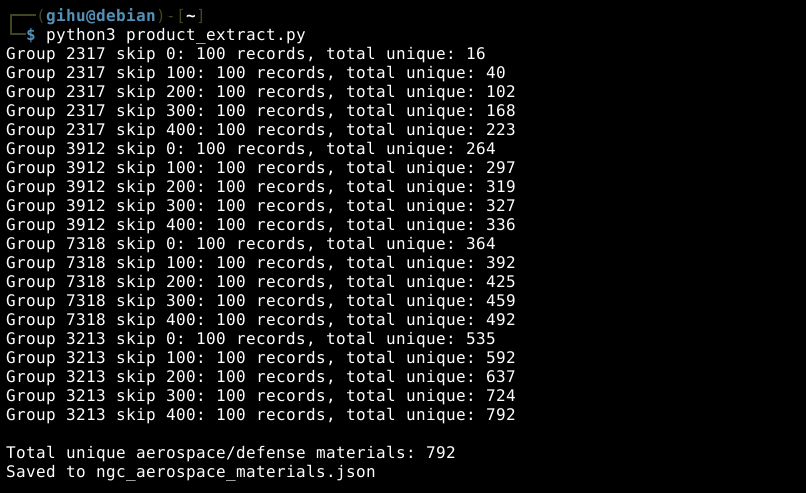 ┌──(gihu@debian)-[~]
└─$ python3 product_extract.py
Group 2317 skip 0: 100 records, total unique: 16
Group 2317 skip 100: 100 records, total unique: 40
Group 2317 skip 200: 100 records, total unique: 102
Group 2317 skip 300: 100 records, total unique: 168
Group 2317 skip 400: 100 records, total unique: 223
Group 3912 skip 0: 100 records, total unique: 264
Group 3912 skip 100: 100 records, total unique: 297
Group 3912 skip 200: 100 records, total unique: 319
Group 3912 skip 300: 100 records, total unique: 327
Group 3912 skip 400: 100 records, total unique: 336
Group 7318 skip 0: 100 records, total unique: 364
Group 7318 skip 100: 100 records, total unique: 392
Group 7318 skip 200: 100 records, total unique: 425
Group 7318 skip 300: 100 records, total unique: 459
Group 7318 skip 400: 100 records, total unique: 492
Group 3213 skip 0: 100 records, total unique: 535
Group 3213 skip 100: 100 records, total unique: 592
Group 3213 skip 200: 100 records, total unique: 637
Group 3213 skip 300: 100 records, total unique: 724
Group 3213 skip 400: 100 records, total unique: 792

Total unique aerospace/defense materials: 792
Saved to ngc_aerospace_materials.json